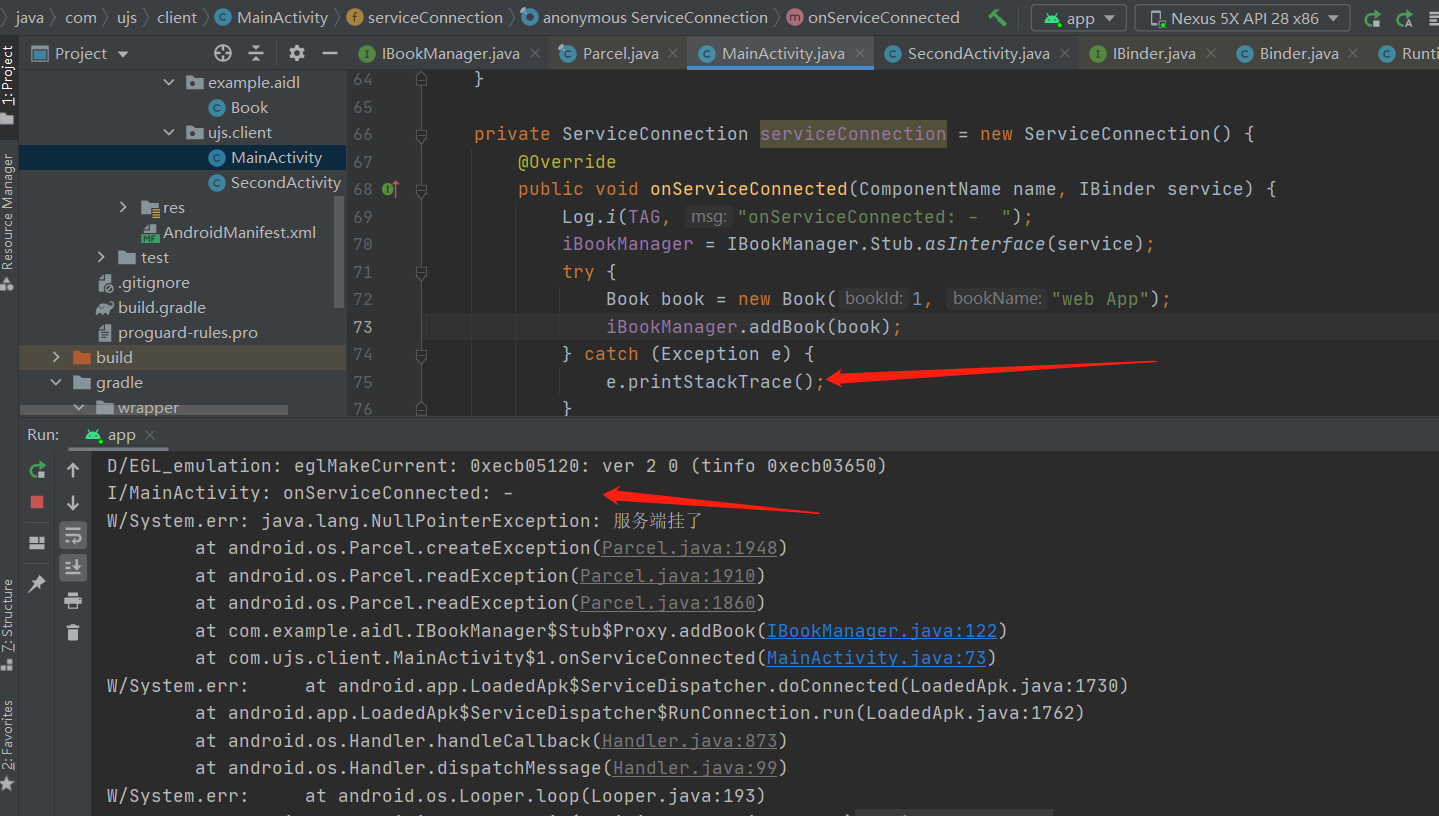 java com ujs client MainActivity serviceConnection anonymous ServiceConnection onServiceConnected app Nexus 5X API 28 x86
Project IBookManager.java Parcel.java MainActivity.java SecondActivity.java IBinder.java Binder.java Runti
1: Project
Resource Manager
7: Structure
2: Favorites
example.aidl
Book
ujs.client
MainActivity
SecondActivity
res
AndroidManifest.xml
test
.gitignore
build.gradle
proguard-rules.pro
build
gradle
wrapper
64 }
65
66 private ServiceConnection serviceConnection = new ServiceConnection() {
67 @Override
68 public void onServiceConnected(ComponentName name, IBinder service) {
69 Log.i(TAG, msg: "onServiceConnected: -  ");
70 iBookManager = IBookManager.Stub.asInterface(service);
71 try {
72 Book book = new Book( bookId: 1, bookName: "web App");
73 iBookManager.addBook(book);
74 } catch (Exception e) {
75 e.printStackTrace();
76 }
Run: app
D/EGL_emulation: eglMakeCurrent: 0xecb05120: ver 2 0 (tinfo 0xecb03650)
I/MainActivity: onServiceConnected: -
W/System.err: java.lang.NullPointerException: 服务端挂了
at android.os.Parcel.createException(Parcel.java:1948)
at android.os.Parcel.readException(Parcel.java:1910)
at android.os.Parcel.readException(Parcel.java:1860)
at com.example.aidl.IBookManager$Stub$Proxy.addBook(IBookManager.java:122)
at com.ujs.client.MainActivity$1.onServiceConnected(MainActivity.java:73)
W/System.err:     at android.app.LoadedApk$ServiceDispatcher.doConnected(LoadedApk.java:1730)
at android.app.LoadedApk$ServiceDispatcher$RunConnection.run(LoadedApk.java:1762)
at android.os.Handler.handleCallback(Handler.java:873)
at android.os.Handler.dispatchMessage(Handler.java:99)
W/System.err:     at android.os.Looper.loop(Looper.java:193)